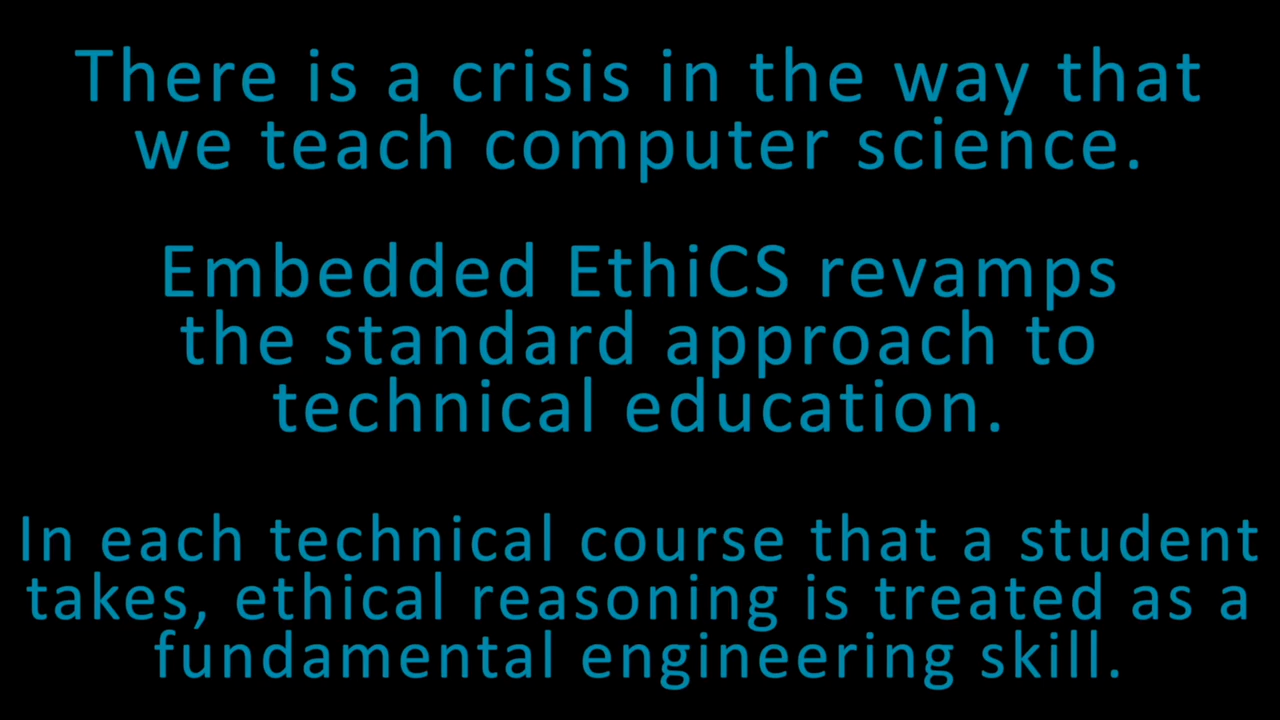 There is a crisis in the way that
we teach computer science.
Embedded EthiCS revamps
the standard approach to
technical education.
In each technical course that a student
takes, ethical reasoning is treated as a
fundamental engineering skill.